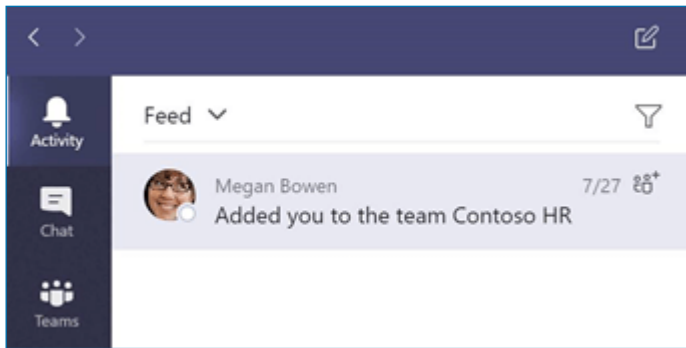 Activity
Chat
Teams
Feed
Megan Bowen 7/27
Added you to the team Contoso HR